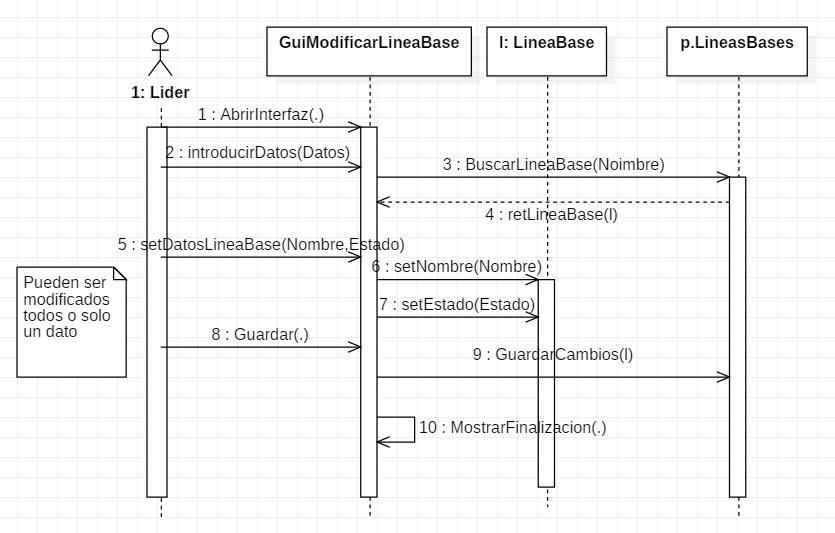 GuiModificarLineaBase
l: LineaBase
p.LineasBases
1: Lider
1 : AbrirInterfaz(.)
2 : introducirDatos(Datos)
3 : BuscarLineaBase(Noimbre)
4 : retLineaBase(l)
5 : setDatosLineaBase(Nombre,Estado)
6 : setNombre(Nombre)
Pueden ser
modificados
todos o solo
un dato
7 : setEstado(Estado)
8 : Guardar(.)
9 : GuardarCambios(l)
10 : MostrarFinalizacion(.)